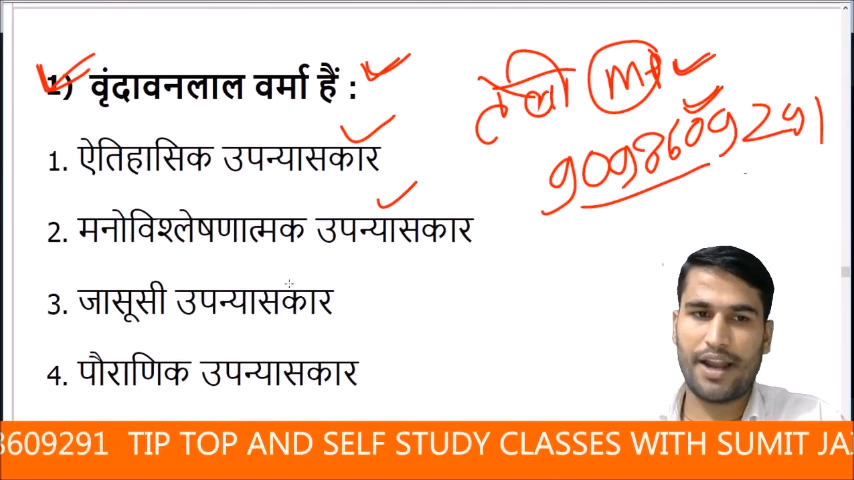 1) वृंदावनलाल वर्मा हैं :
1. ऐतिहासिक उपन्यासकार
2. मनोविश्लेषणात्मक उपन्यासकार
3. जासूसी उपन्यासकार
4. पौराणिक उपन्यासकार
9098609291
8609291 TIP TOP AND SELF STUDY CLASSES WITH SUMIT JA